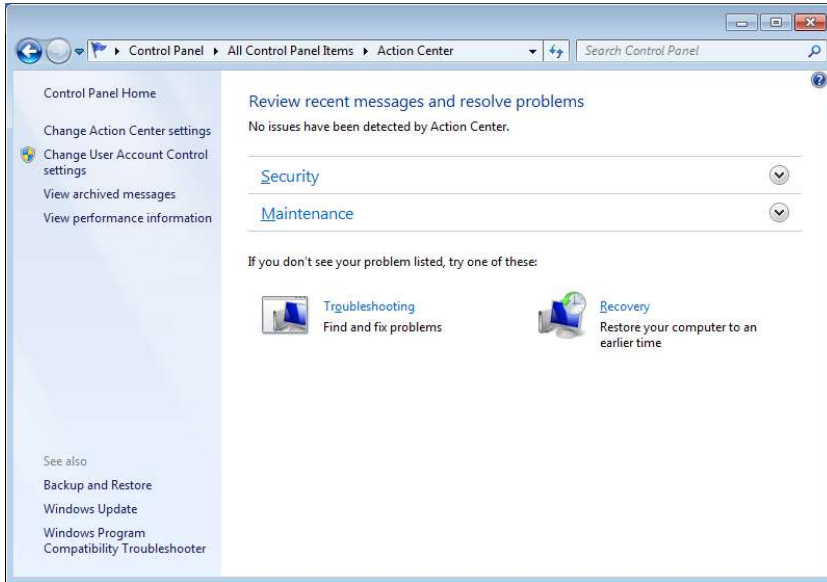 Control Panel ▸ All Control Panel Items ▸ Action Center
Search Control Panel
Control Panel Home
Change Action Center settings
Change User Account Control
settings
View archived messages
View performance information
See also
Backup and Restore
Windows Update
Windows Program
Compatibility Troubleshooter
Review recent messages and resolve problems
No issues have been detected by Action Center.
Security
Maintenance
If you don't see your problem listed, try one of these:
Troubleshooting
Find and fix problems
Recovery
Restore your computer to an
earlier time